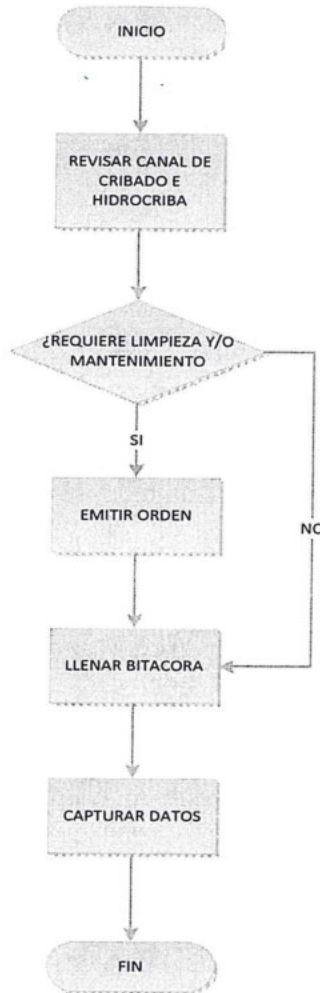 INICIO
REVISAR CANAL DE
CRIBADO E
HIDROCRIBA
¿REQUIERE LIMPIEZA Y/O
MANTENIMIENTO
SI
EMITIR ORDEN
NO
LLENAR BITACORA
CAPTURAR DATOS
FIN